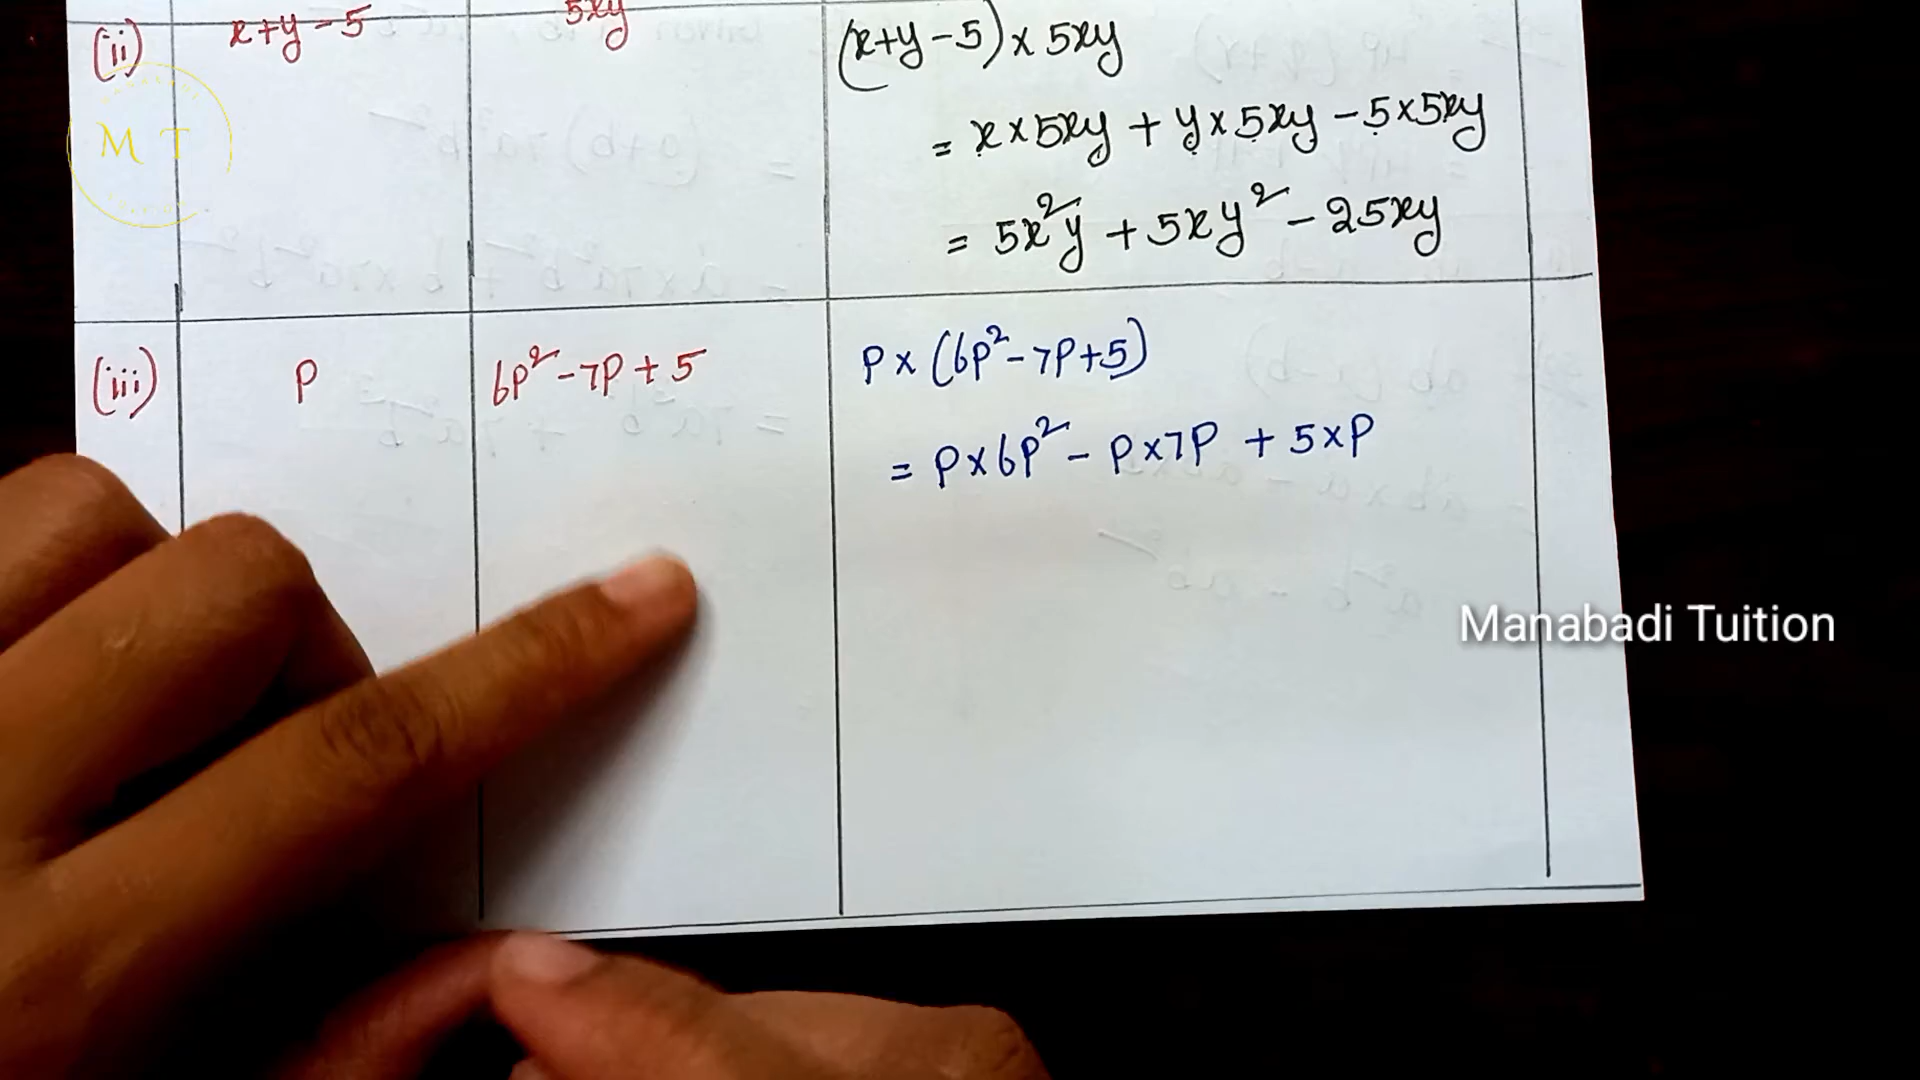 (ii) x+y-5 5xy (x+y-5)×5xy
= x×5xy + y×5xy - 5×5xy
= 5x²y + 5xy² - 25xy
(iii) P 6P²-7P+5 P×(6P²-7P+5)
= P×6P² - P×7P + 5×P
M T
Manabadi Tuition